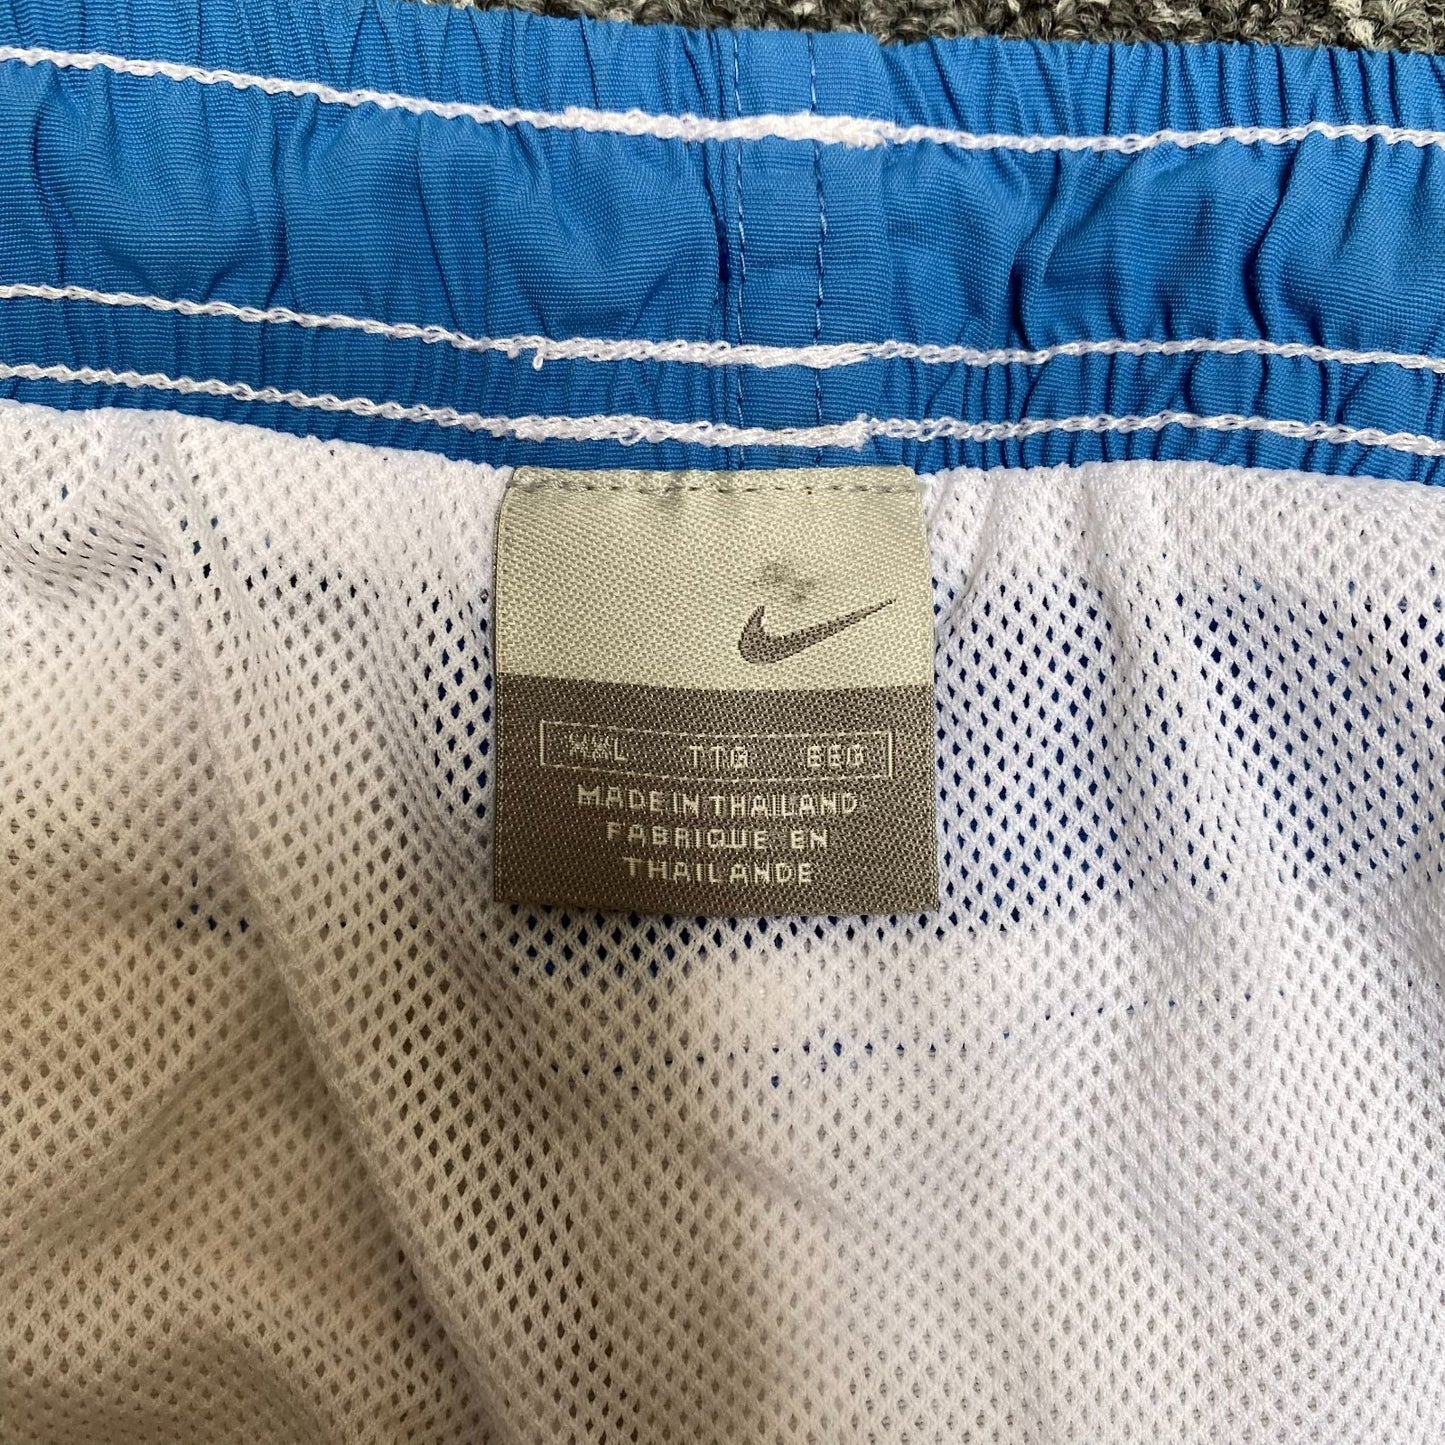 XXL TTG EEG
MADE IN THAILAND
FABRIQUE EN
THAILANDE